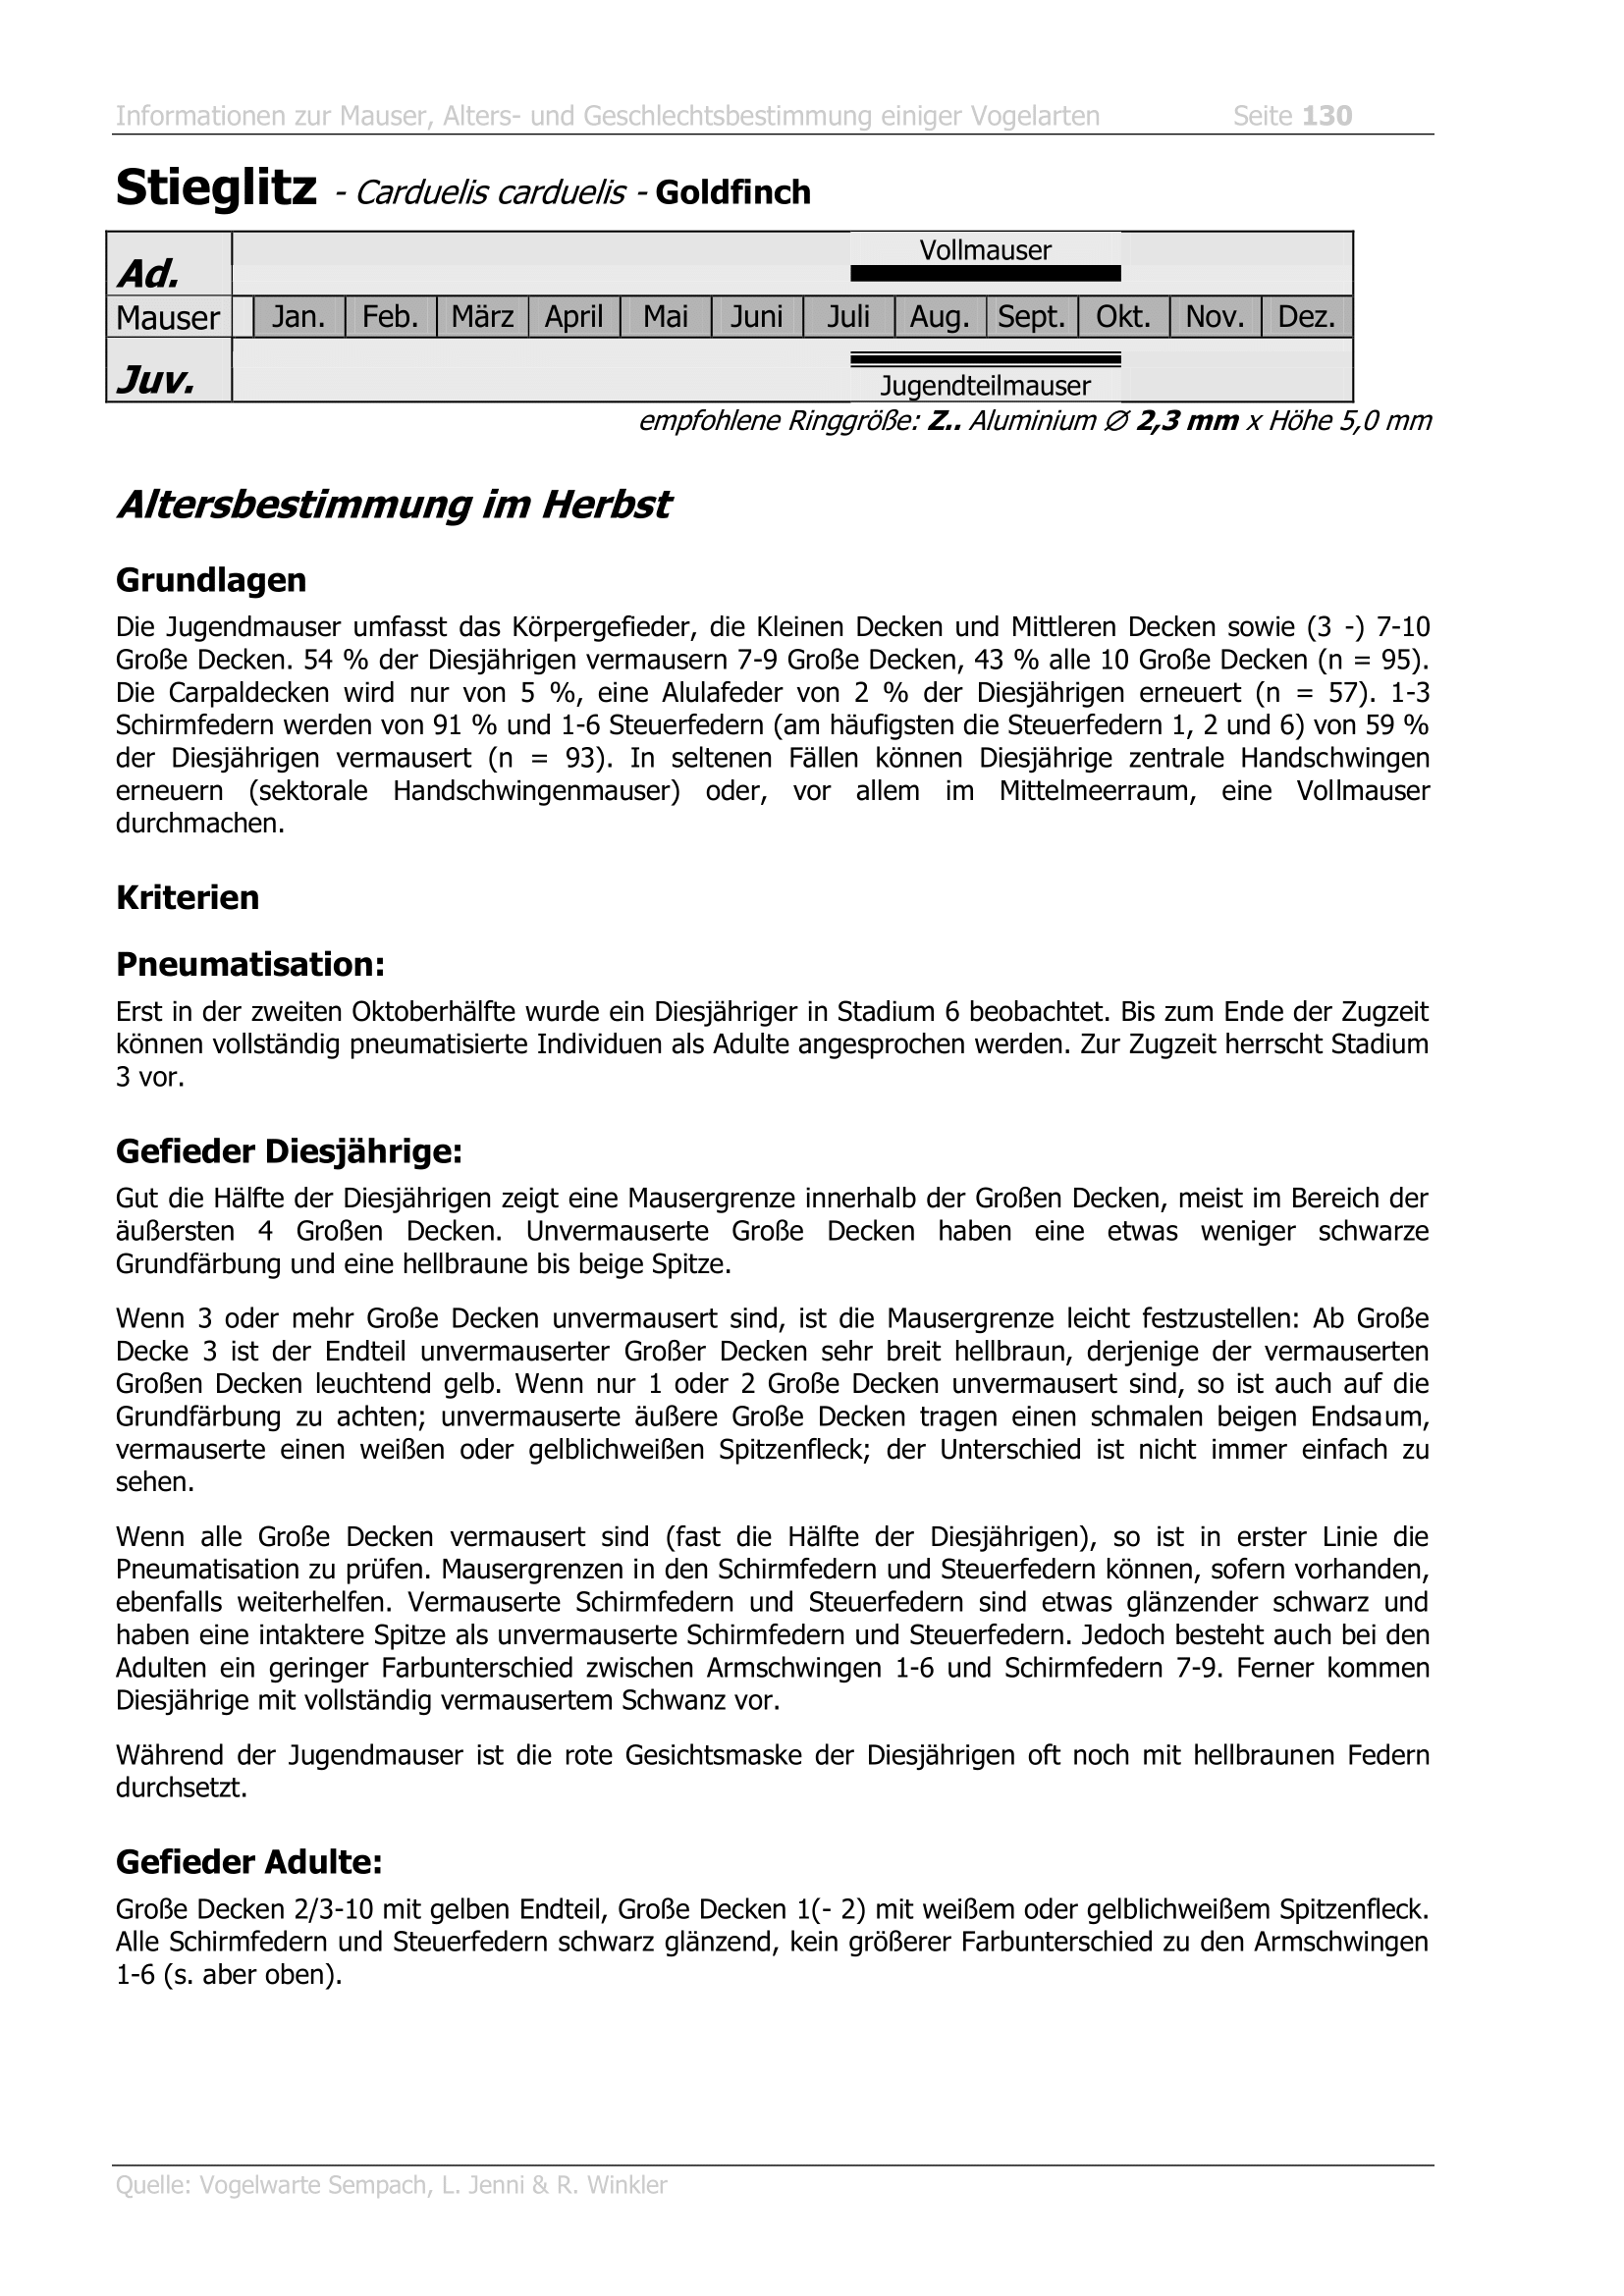 Informationen zur Mauser, Alters- und Geschlechtsbestimmung einiger Vogelarten Seite 130
Stieglitz - Carduelis carduelis - Goldfinch
Vollmauser
Ad.
Mauser Jan. Feb. März April Mai Juni Juli Aug. Sept. Okt. Nov. Dez.
Juv.
Jugendteilmauser
empfohlene Ringgröße: Z.. Aluminium ∅ 2,3 mm x Höhe 5,0 mm
Altersbestimmung im Herbst
Grundlagen
Die Jugendmauser umfasst das Körpergefieder, die Kleinen Decken und Mittleren Decken sowie (3 -) 7-10
Große Decken. 54 % der Diesjährigen vermausern 7-9 Große Decken, 43 % alle 10 Große Decken (n = 95).
Die Carpaldecken wird nur von 5 %, eine Alulafeder von 2 % der Diesjährigen erneuert (n = 57). 1-3
Schirmfedern werden von 91 % und 1-6 Steuerfedern (am häufigsten die Steuerfedern 1, 2 und 6) von 59 %
der Diesjährigen vermausert (n = 93). In seltenen Fällen können Diesjährige zentrale Handschwingen
erneuern (sektorale Handschwingenmauser) oder, vor allem im Mittelmeerraum, eine Vollmauser
durchmachen.
Kriterien
Pneumatisation:
Erst in der zweiten Oktoberhälfte wurde ein Diesjähriger in Stadium 6 beobachtet. Bis zum Ende der Zugzeit
können vollständig pneumatisierte Individuen als Adulte angesprochen werden. Zur Zugzeit herrscht Stadium
3 vor.
Gefieder Diesjährige:
Gut die Hälfte der Diesjährigen zeigt eine Mausergrenze innerhalb der Großen Decken, meist im Bereich der
äußersten 4 Großen Decken. Unvermauserte Große Decken haben eine etwas weniger schwarze
Grundfärbung und eine hellbraune bis beige Spitze.
Wenn 3 oder mehr Große Decken unvermausert sind, ist die Mausergrenze leicht festzustellen: Ab Große
Decke 3 ist der Endteil unvermauserter Großer Decken sehr breit hellbraun, derjenige der vermauserten
Großen Decken leuchtend gelb. Wenn nur 1 oder 2 Große Decken unvermausert sind, so ist auch auf die
Grundfärbung zu achten; unvermauserte äußere Große Decken tragen einen schmalen beigen Endsaum,
vermauserte einen weißen oder gelblichweißen Spitzenfleck; der Unterschied ist nicht immer einfach zu
sehen.
Wenn alle Große Decken vermausert sind (fast die Hälfte der Diesjährigen), so ist in erster Linie die
Pneumatisation zu prüfen. Mausergrenzen in den Schirmfedern und Steuerfedern können, sofern vorhanden,
ebenfalls weiterhelfen. Vermauserte Schirmfedern und Steuerfedern sind etwas glänzender schwarz und
haben eine intaktere Spitze als unvermauserte Schirmfedern und Steuerfedern. Jedoch besteht auch bei den
Adulten ein geringer Farbunterschied zwischen Armschwingen 1-6 und Schirmfedern 7-9. Ferner kommen
Diesjährige mit vollständig vermausertem Schwanz vor.
Während der Jugendmauser ist die rote Gesichtsmaske der Diesjährigen oft noch mit hellbraunen Federn
durchsetzt.
Gefieder Adulte:
Große Decken 2/3-10 mit gelben Endteil, Große Decken 1(- 2) mit weißem oder gelblichweißem Spitzenfleck.
Alle Schirmfedern und Steuerfedern schwarz glänzend, kein größerer Farbunterschied zu den Armschwingen
1-6 (s. aber oben).
Quelle: Vogelwarte Sempach, L. Jenni & R. Winkler